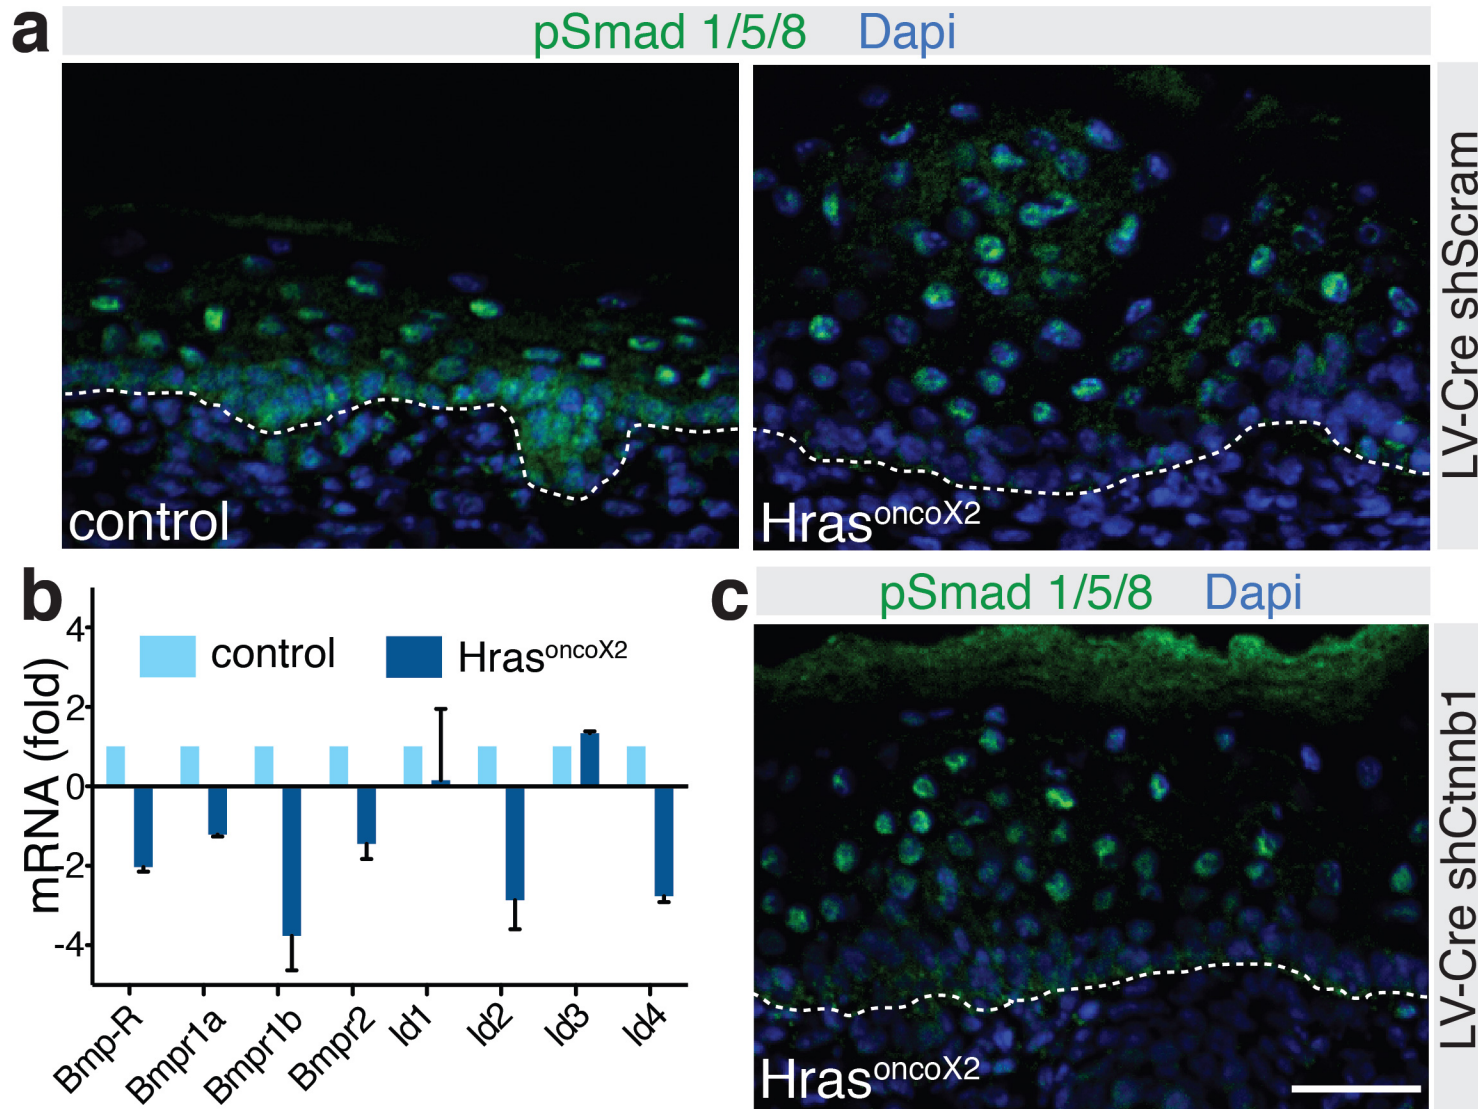 a
pSmad 1/5/8 Dapi
control
HrasoncoX2
LV-Cre shScram
b
mRNA (fold)
4
2
0
-2
-4
control
HrasoncoX2
Bmp-R
Bmpr1a
Bmpr1b
Bmpr2
Id1
Id2
Id3
Id4
c
pSmad 1/5/8 Dapi
HrasoncoX2
LV-Cre shCtnnb1